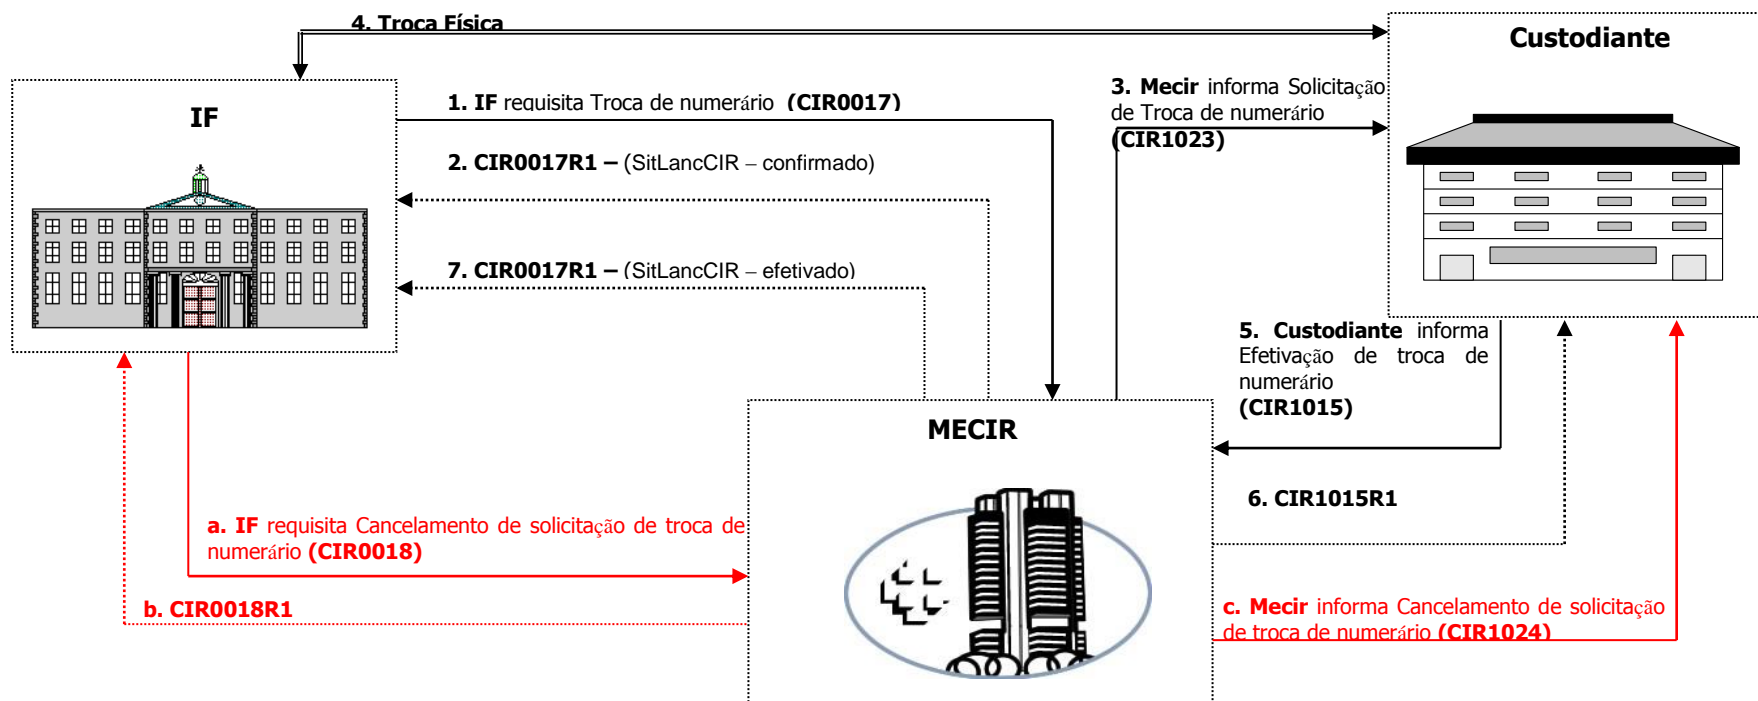 4. Troca Física
Custodiante
IF
1. IF requisita Troca de numerário (CIR0017)
3. Mecir informa Solicitação
de Troca de numerário
(CIR1023)
2. CIR0017R1 – (SitLancCIR – confirmado)
7. CIR0017R1 – (SitLancCIR – efetivado)
5. Custodiante informa
Efetivação de troca de
numerário
(CIR1015)
MECIR
6. CIR1015R1
a. IF requisita Cancelamento de solicitação de troca de
numerário (CIR0018)
b. CIR0018R1
c. Mecir informa Cancelamento de solicitação
de troca de numerário (CIR1024)